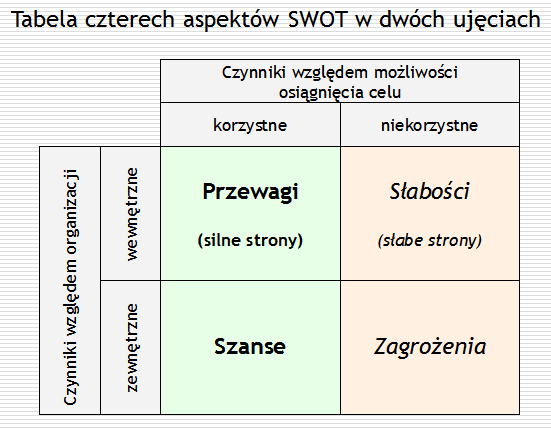 Tabela czterech aspektów SWOT w dwóch ujęciach
Czynniki względem możliwości
osiągnięcia celu
korzystne
niekorzystne
Czynniki względem organizacji
wewnętrzne
Przewagi
(silne strony)
Słabości
(słabe strony)
zewnętrzne
Szanse
Zagrożenia